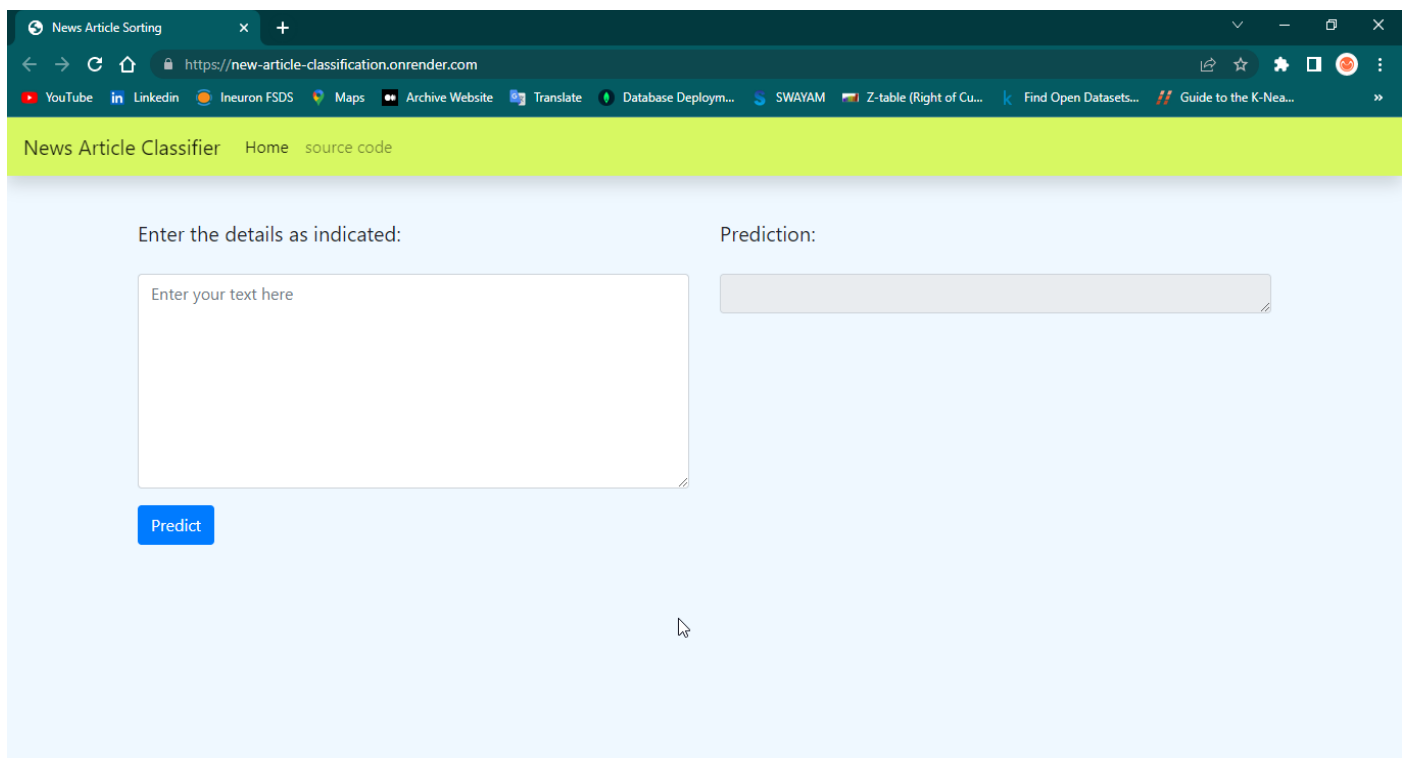 News Article Sorting
https://new-article-classification.onrender.com
YouTube in Linkedin Ineuron FSDS Maps Archive Website Translate Database Deploym... SWAYAM Z-table (Right of Cu... k Find Open Datasets... Guide to the K-Nea... »
News Article Classifier Home source code
Enter the details as indicated: Prediction:
Enter your text here
Predict